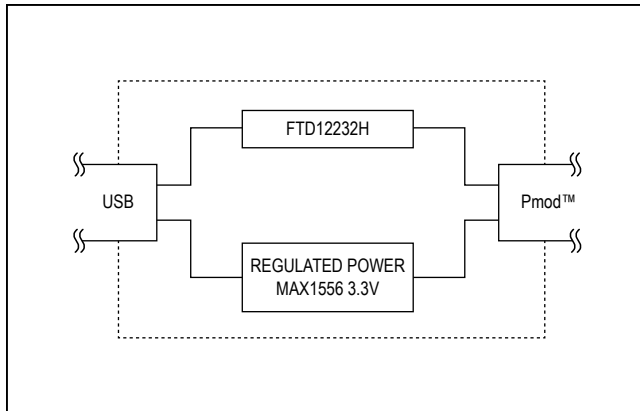 FTD12232H
USB
Pmod™
REGULATED POWER
MAX1556 3.3V